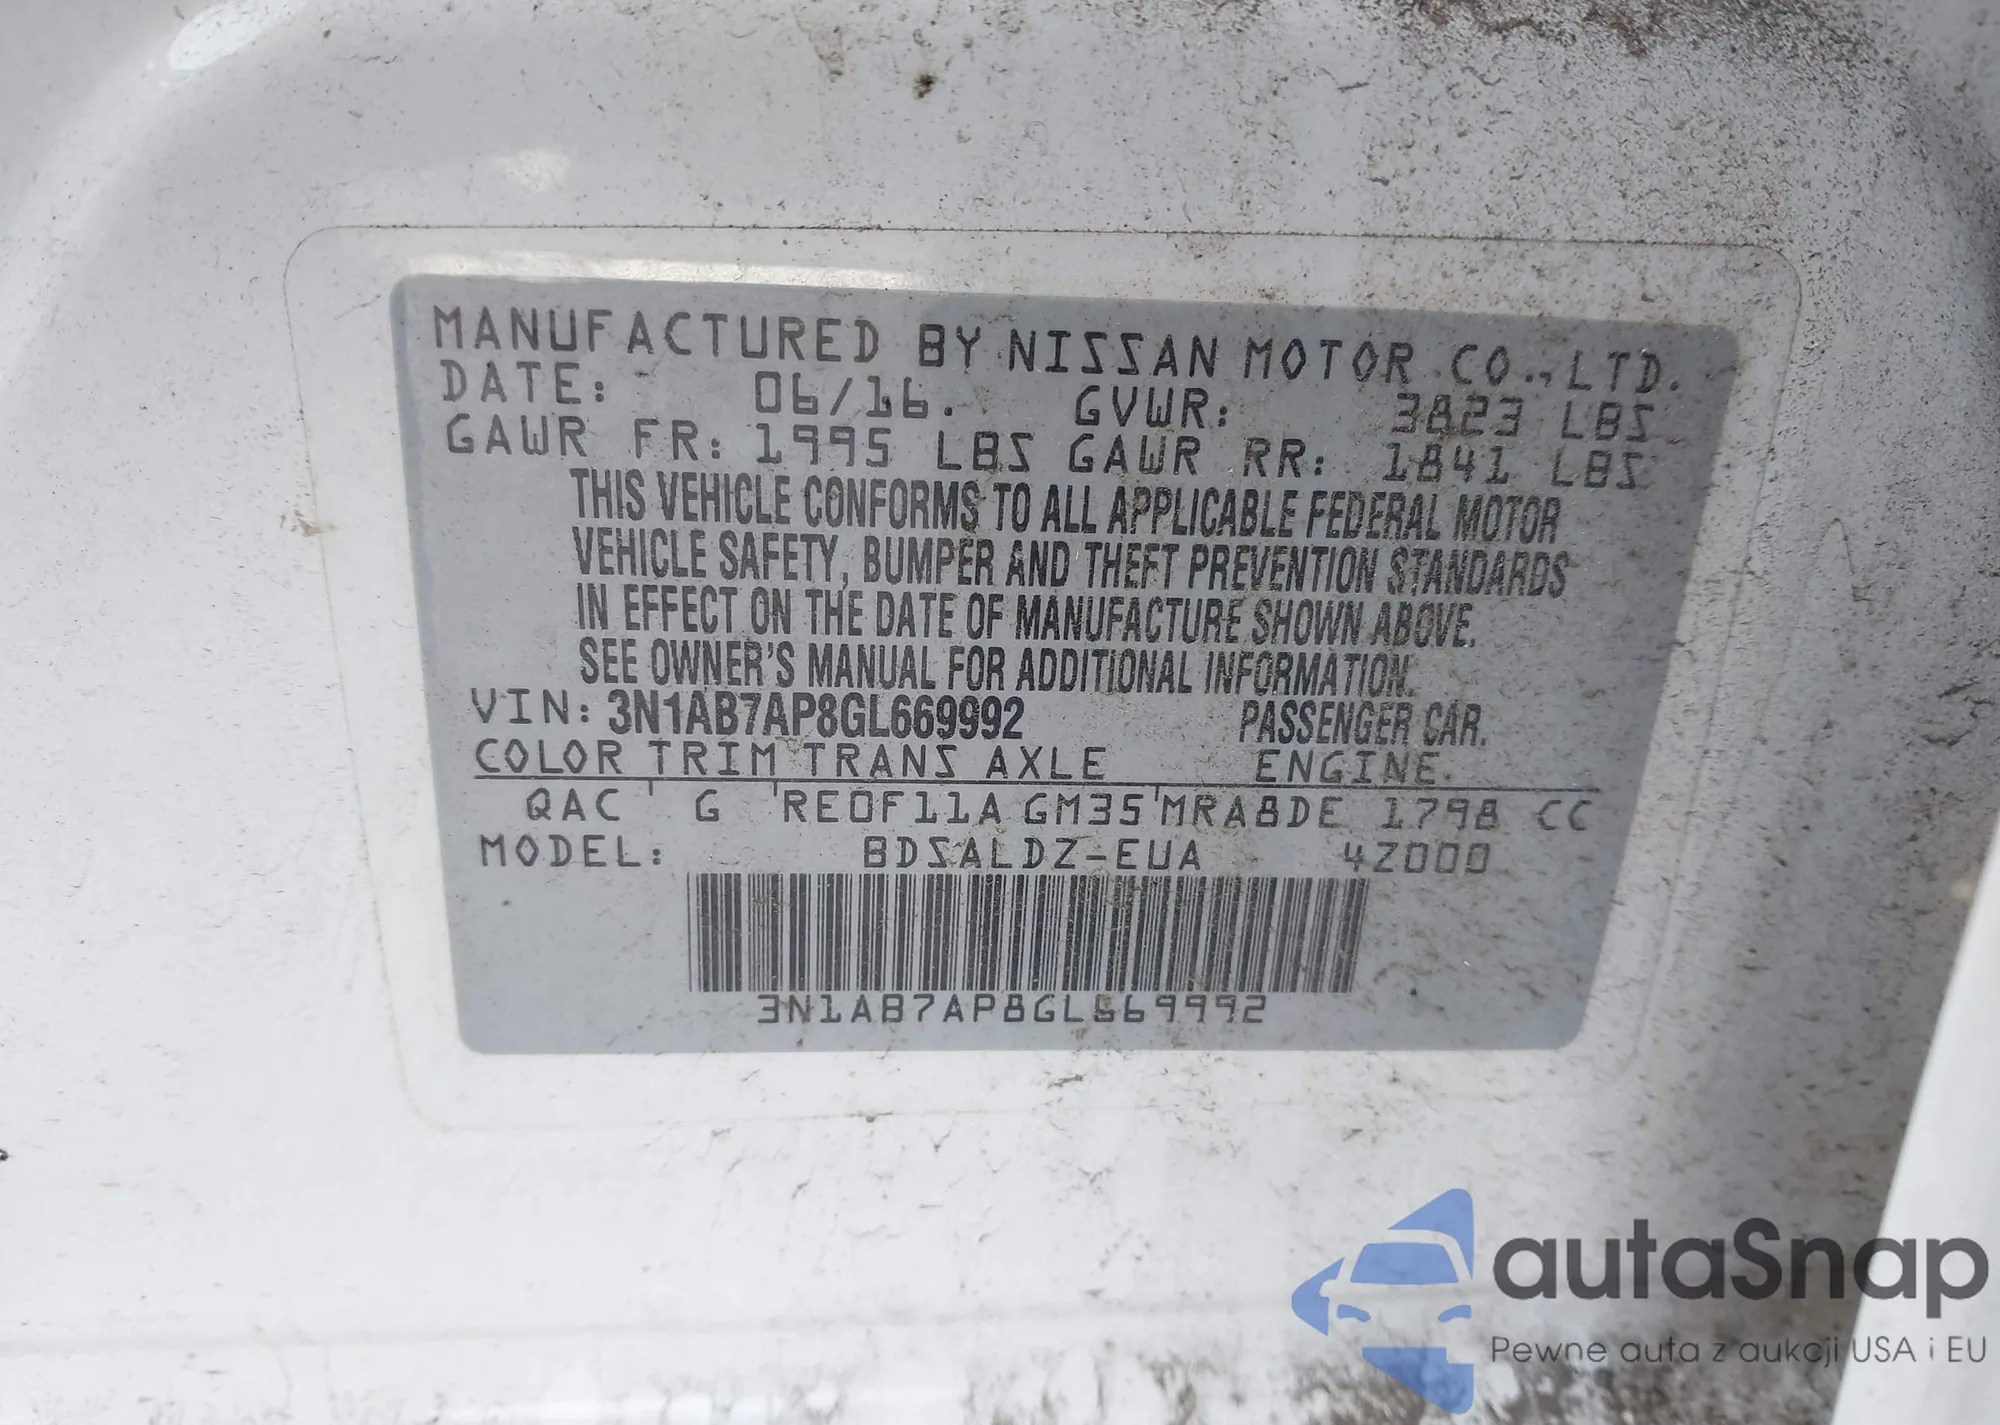 MANUFACTURED BY NISSAN MOTOR CO., LTD.
DATE: 06/16. GVWR: 3823 LBS
GAWR FR: 1995 LBS GAWR RR: 1841 LBS
THIS VEHICLE CONFORMS TO ALL APPLICABLE FEDERAL MOTOR
VEHICLE SAFETY, BUMPER AND THEFT PREVENTION STANDARDS
IN EFFECT ON THE DATE OF MANUFACTURE SHOWN ABOVE.
SEE OWNER'S MANUAL FOR ADDITIONAL INFORMATION.
VIN: 3N1AB7AP8GL669992 PASSENGER CAR.
COLOR TRIM TRANS AXLE ENGINE.
QAC ' G 'RE0F11A GM35'MRA8DE 1798 CC
MODEL: BDSALDZ-EUA 4Z000
3N1AB7AP8GL669992
autaSnap
Pewne auta z aukcji USA i EU